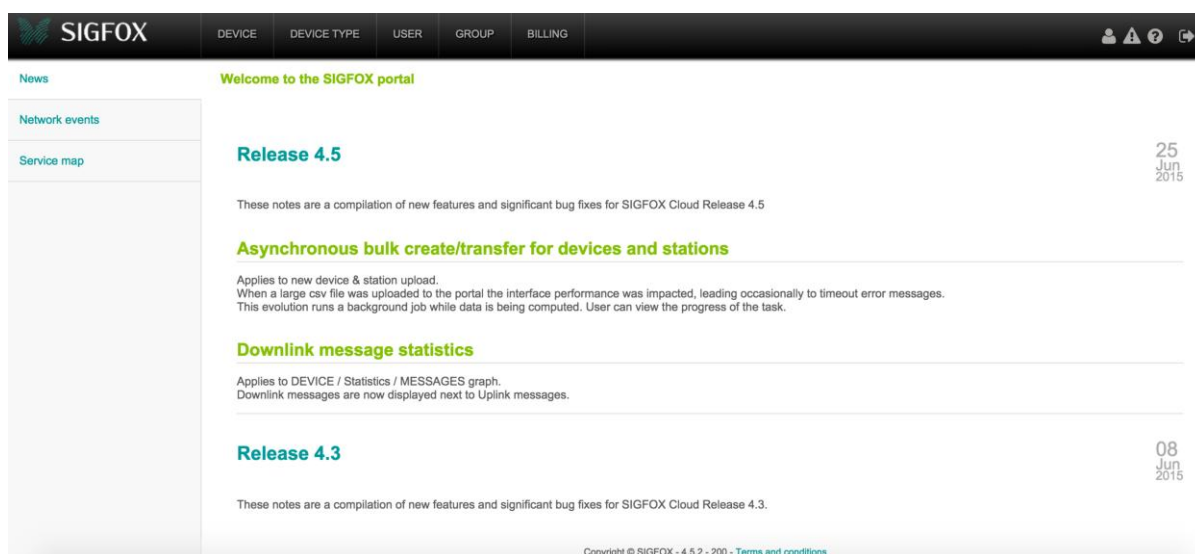 SIGFOX
DEVICE DEVICE TYPE USER GROUP BILLING
News
Network events
Service map
Welcome to the SIGFOX portal
Release 4.5
25
Jun
2015
These notes are a compilation of new features and significant bug fixes for SIGFOX Cloud Release 4.5
Asynchronous bulk create/transfer for devices and stations
Applies to new device & station upload.
When a large csv file was uploaded to the portal the interface performance was impacted, leading occasionally to timeout error messages.
This evolution runs a background job while data is being computed. User can view the progress of the task.
Downlink message statistics
Applies to DEVICE / Statistics / MESSAGES graph.
Downlink messages are now displayed next to Uplink messages.
Release 4.3
08
Jun
2015
These notes are a compilation of new features and significant bug fixes for SIGFOX Cloud Release 4.3.
Copyright © SIGFOX - 4.5.2 - 200 - Terms and conditions